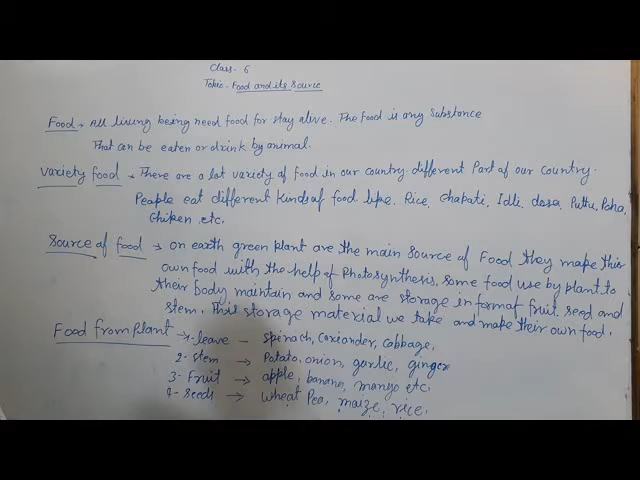 Class- 6
Topic- Food and its Source
Food → All living being need food for stay alive. The food is any substance
That can be eaten or drink by animal.
Variety food → There are a lot variety of food in our country. different Part of our country.
People eat different kinds of food like. Rice, Chapati, Idli, dosa, Puttu, Poha,
Chiken etc.
Source of food → on earth green plant are the main source of Food they make this
own food with the help of Photosynthesis. some food use by plant to
their body maintain and some are storage in form of fruit. seed and
stem. This storage material we take and make their own food.
Food from Plant → 1- leave — spinach, coriander, cabbage,
2- stem → Potato, onion, garlic, ginger
3- Fruit → apple, banana, mango etc.
4- seeds → wheat Pea, maize, rice,